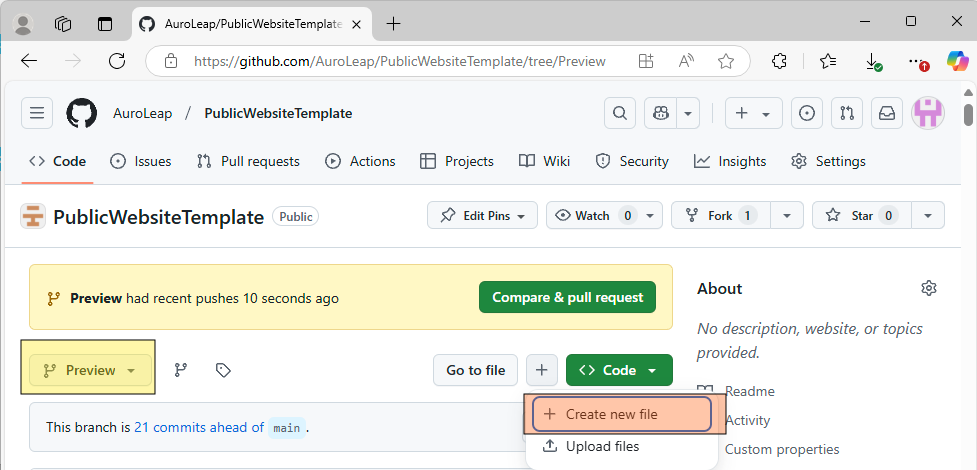 AuroLeap/PublicWebsiteTemplate
https://github.com/AuroLeap/PublicWebsiteTemplate/tree/Preview
AuroLeap / PublicWebsiteTemplate
Code Issues Pull requests Actions Projects Wiki Security Insights Settings
PublicWebsiteTemplate Public Edit Pins Watch 0 Fork 1 Star 0
Preview had recent pushes 10 seconds ago Compare & pull request
About
No description, website, or topics
provided.
Preview Go to file Code
Readme
Create new file
Activity
This branch is 21 commits ahead of main.
Upload files
Custom properties